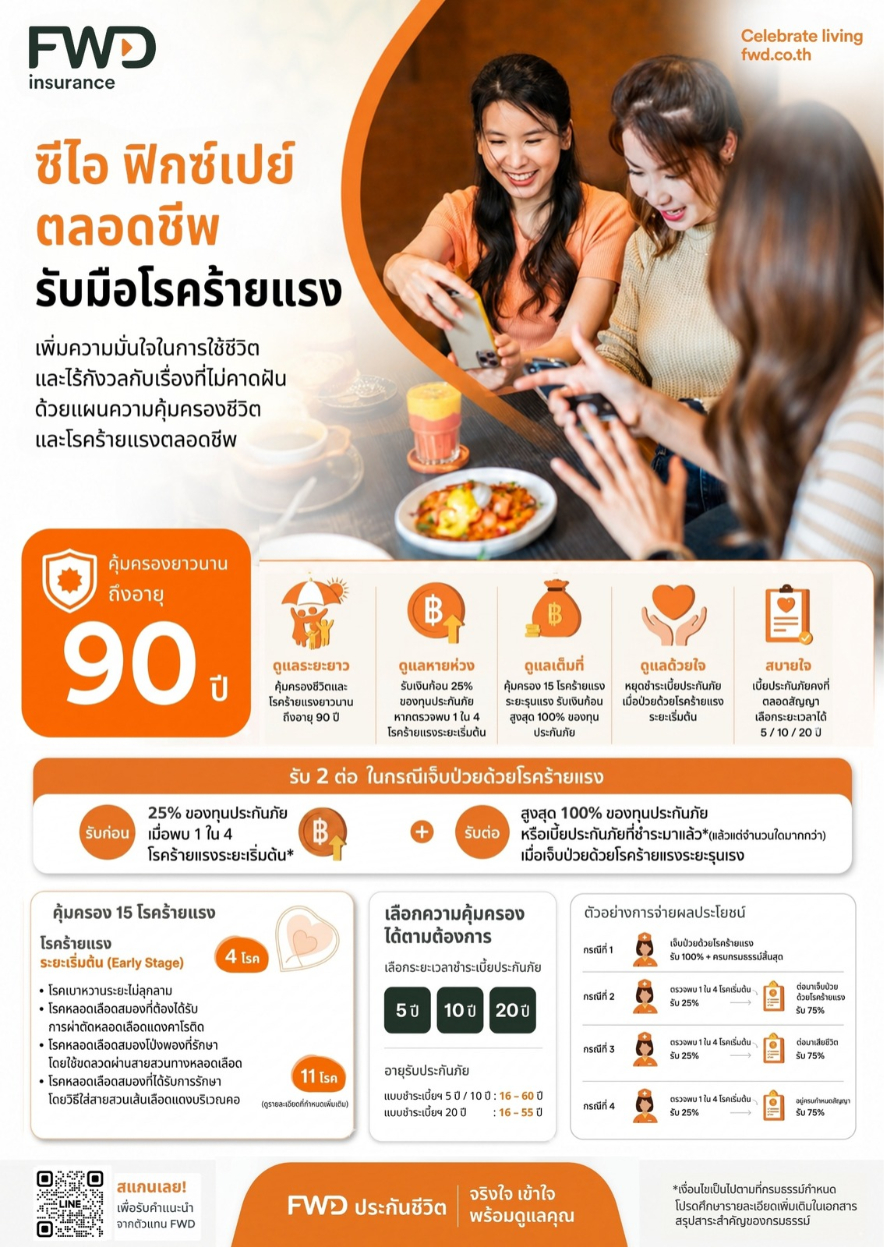 FWD
insurance
Celebrate living
fwd.co.th
ซีไอ ฟิกซ์เปย์
ตลอดชีพ
รับมือโรคร้ายแรง
เพิ่มความมั่นใจในการใช้ชีวิต
และไร้กังวลกับเรื่องที่ไม่คาดฝัน
ด้วยแผนความคุ้มครองชีวิต
และโรคร้ายแรงตลอดชีพ
คุ้มครองยาวนาน
ถึงอายุ
90 ปี
ดูแลระยะยาว
คุ้มครองชีวิตและ
โรคร้ายแรงยาวนาน
ถึงอายุ 90 ปี
ดูแลหายห่วง
รับเงินก้อน 25%
ของทุนประกันภัย
หากตรวจพบ 1 ใน 4
โรคร้ายแรงระยะเริ่มต้น
ดูแลเต็มที่
คุ้มครอง 15 โรคร้ายแรง
ระยะรุนแรง รับเงินก้อน
สูงสุด 100% ของทุน
ประกันภัย
ดูแลด้วยใจ
หยุดชำระเบี้ยประกันภัย
เมื่อป่วยด้วยโรคร้ายแรง
ระยะเริ่มต้น
สบายใจ
เบี้ยประกันภัยคงที่
ตลอดสัญญา
เลือกระยะเวลาได้
5 / 10 / 20 ปี
รับ 2 ต่อ ในกรณีเจ็บป่วยด้วยโรคร้ายแรง
รับก่อน
25% ของทุนประกันภัย
เมื่อพบ 1 ใน 4
โรคร้ายแรงระยะเริ่มต้น*
+
รับต่อ
สูงสุด 100% ของทุนประกันภัย
หรือเบี้ยประกันภัยที่ชำระมาแล้ว*(แล้วแต่จำนวนใดมากกว่า)
เมื่อเจ็บป่วยด้วยโรคร้ายแรงระยะรุนเรง
คุ้มครอง 15 โรคร้ายแรง
โรคร้ายแรง
ระยะเริ่มต้น (Early Stage)
4 โรค
• โรคเบาหวานระยะไม่ลุกลาม
• โรคหลอดเลือดสมองที่ต้องได้รับ
การผ่าตัดหลอดเลือดแดงคาโรติด
• โรคหลอดเลือดสมองโป่งพองที่รักษา
โดยใช้ขดลวดผ่านสายสวนทางหลอดเลือด
• โรคหลอดเลือดสมองที่ได้รับการรักษา
โดยวิธีใส่สายสวนเส้นเลือดแดงบริเวณคอ
11 โรค
(ดูรายละเอียดที่กำหนดเพิ่มเติม)
เลือกความคุ้มครอง
ได้ตามต้องการ
เลือกระยะเวลาชำระเบี้ยประกันภัย
5 ปี 10 ปี 20 ปี
อายุรับประกันภัย
แบบชำระเบี้ยฯ 5 ปี / 10 ปี : 16 – 60 ปี
แบบชำระเบี้ยฯ 20 ปี : 16 – 55 ปี
ตัวอย่างการจ่ายผลประโยชน์
กรณีที่ 1
เจ็บป่วยด้วยโรคร้ายแรง
รับ 100% + ครบกรมธรรม์สิ้นสุด
กรณีที่ 2
ตรวจพบ 1 ใน 4 โรคเริ่มต้น
รับ 25%
ต่อมาเจ็บป่วย
ด้วยโรคร้ายแรง
รับ 75%
กรณีที่ 3
ตรวจพบ 1 ใน 4 โรคเริ่มต้น
รับ 25%
ต่อมาเสียชีวิต
รับ 75%
กรณีที่ 4
ตรวจพบ 1 ใน 4 โรคเริ่มต้น
รับ 25%
อยู่ครบกำหนดสัญญา
รับ 75%
LINE
สแกนเลย!
เพื่อรับคำแนะนำ
จากตัวแทน FWD
FWD ประกันชีวิต
จริงใจ เข้าใจ
พร้อมดูแลคุณ
*เงื่อนไขเป็นไปตามที่กรมธรรม์กำหนด
โปรดศึกษารายละเอียดเพิ่มเติมในเอกสาร
สรุปสาระสำคัญของกรมธรรม์